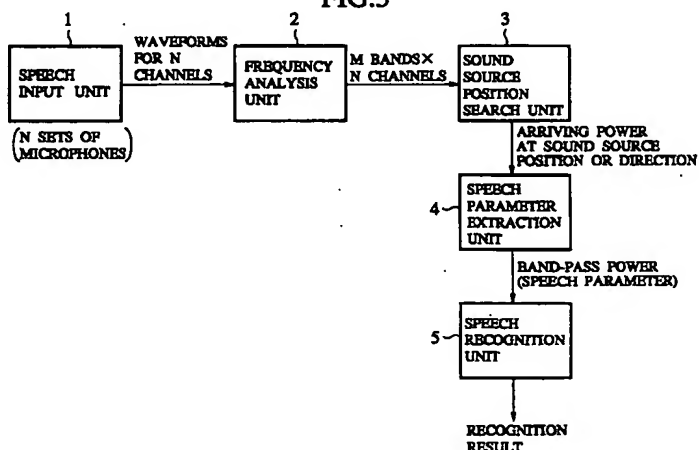 FIG.3
1
SPEECH
INPUT UNIT
(N SETS OF
MICROPHONES)
WAVEFORMS
FOR N
CHANNELS
2
FREQUENCY
ANALYSIS
UNIT
M BANDS×
N CHANNELS
3
SOUND
SOURCE
POSITION
SEARCH UNIT
ARRIVING POWER
AT SOUND SOURCE
POSITION OR DIRECTION
4
SPEECH
PARAMETER
EXTRACTION
UNIT
BAND-PASS POWER
(SPEECH PARAMETER)
5
SPEECH
RECOGNITION
UNIT
RECOGNITION
RESULT